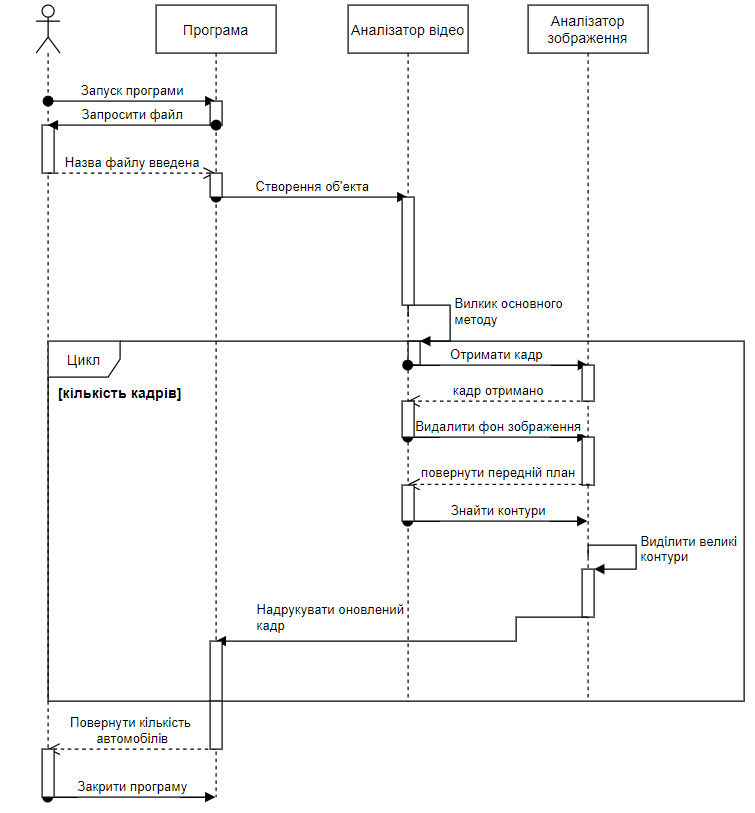 Програма
Аналізатор відео
Аналізатор
зображення
Запуск програми
Запросити файл
Назва файлу введена
Створення об'єкта
Вилкик основного
методу
Цикл
Отримати кадр
[кількість кадрів]
кадр отримано
Видалити фон зображення
повернути передній план
Знайти контури
Виділити великі
контури
Надрукувати оновлений
кадр
Повернути кількість
автомобілів
Закрити програму